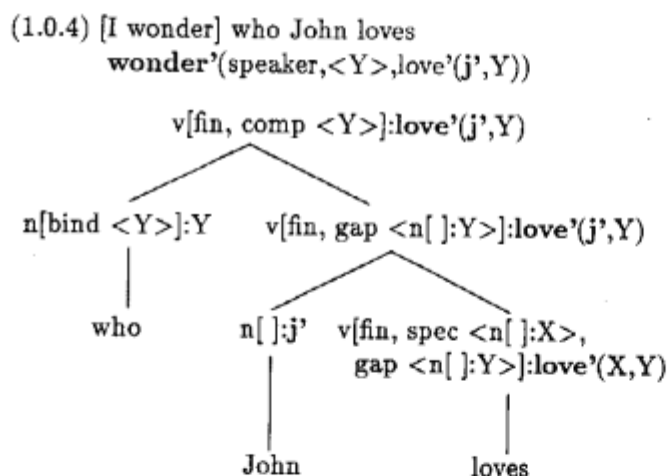 (1.0.4) [I wonder] who John loves
wonder'(speaker,<Y>,love'(j',Y))
v[fin, comp <Y>]:love'(j',Y)
n[bind <Y>]:Y v[fin, gap <n[ ]:Y>]:love'(j',Y)
who n[ ]:j' v[fin, spec <n[ ]:X>,
gap <n[ ]:Y>]:love'(X,Y)
John loves